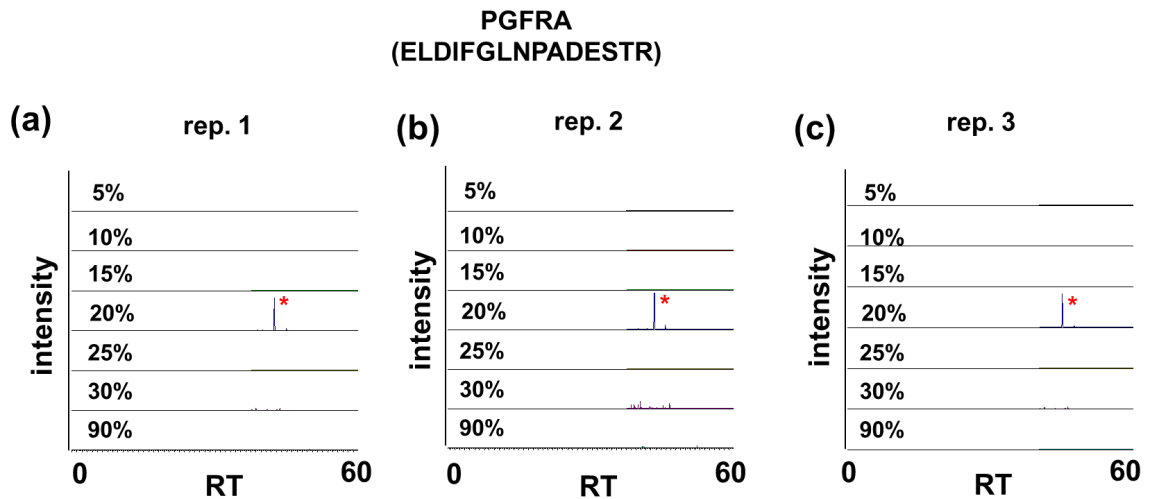 PGFRA
(ELDIFGLNPADESTR)
(a)
rep. 1
intensity
5%
10%
15%
20%
*
25%
30%
90%
0
RT
60
(b)
rep. 2
intensity
5%
10%
15%
20%
*
25%
30%
90%
0
RT
60
(c)
rep. 3
intensity
5%
10%
15%
20%
*
25%
30%
90%
0
RT
60